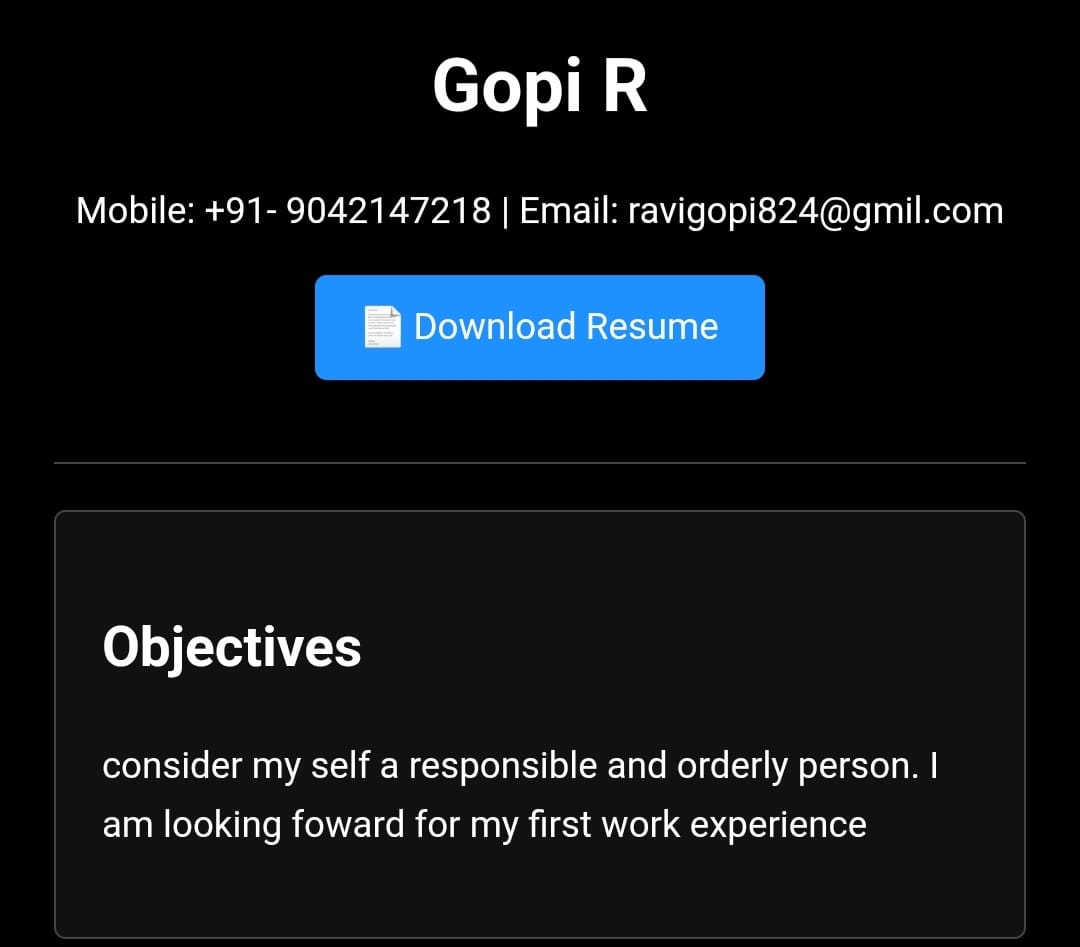 Gopi R
Mobile: +91- 9042147218 | Email: ravigopi824@gmil.com
Download Resume
Objectives
consider my self a responsible and orderly person. I
am looking foward for my first work experience